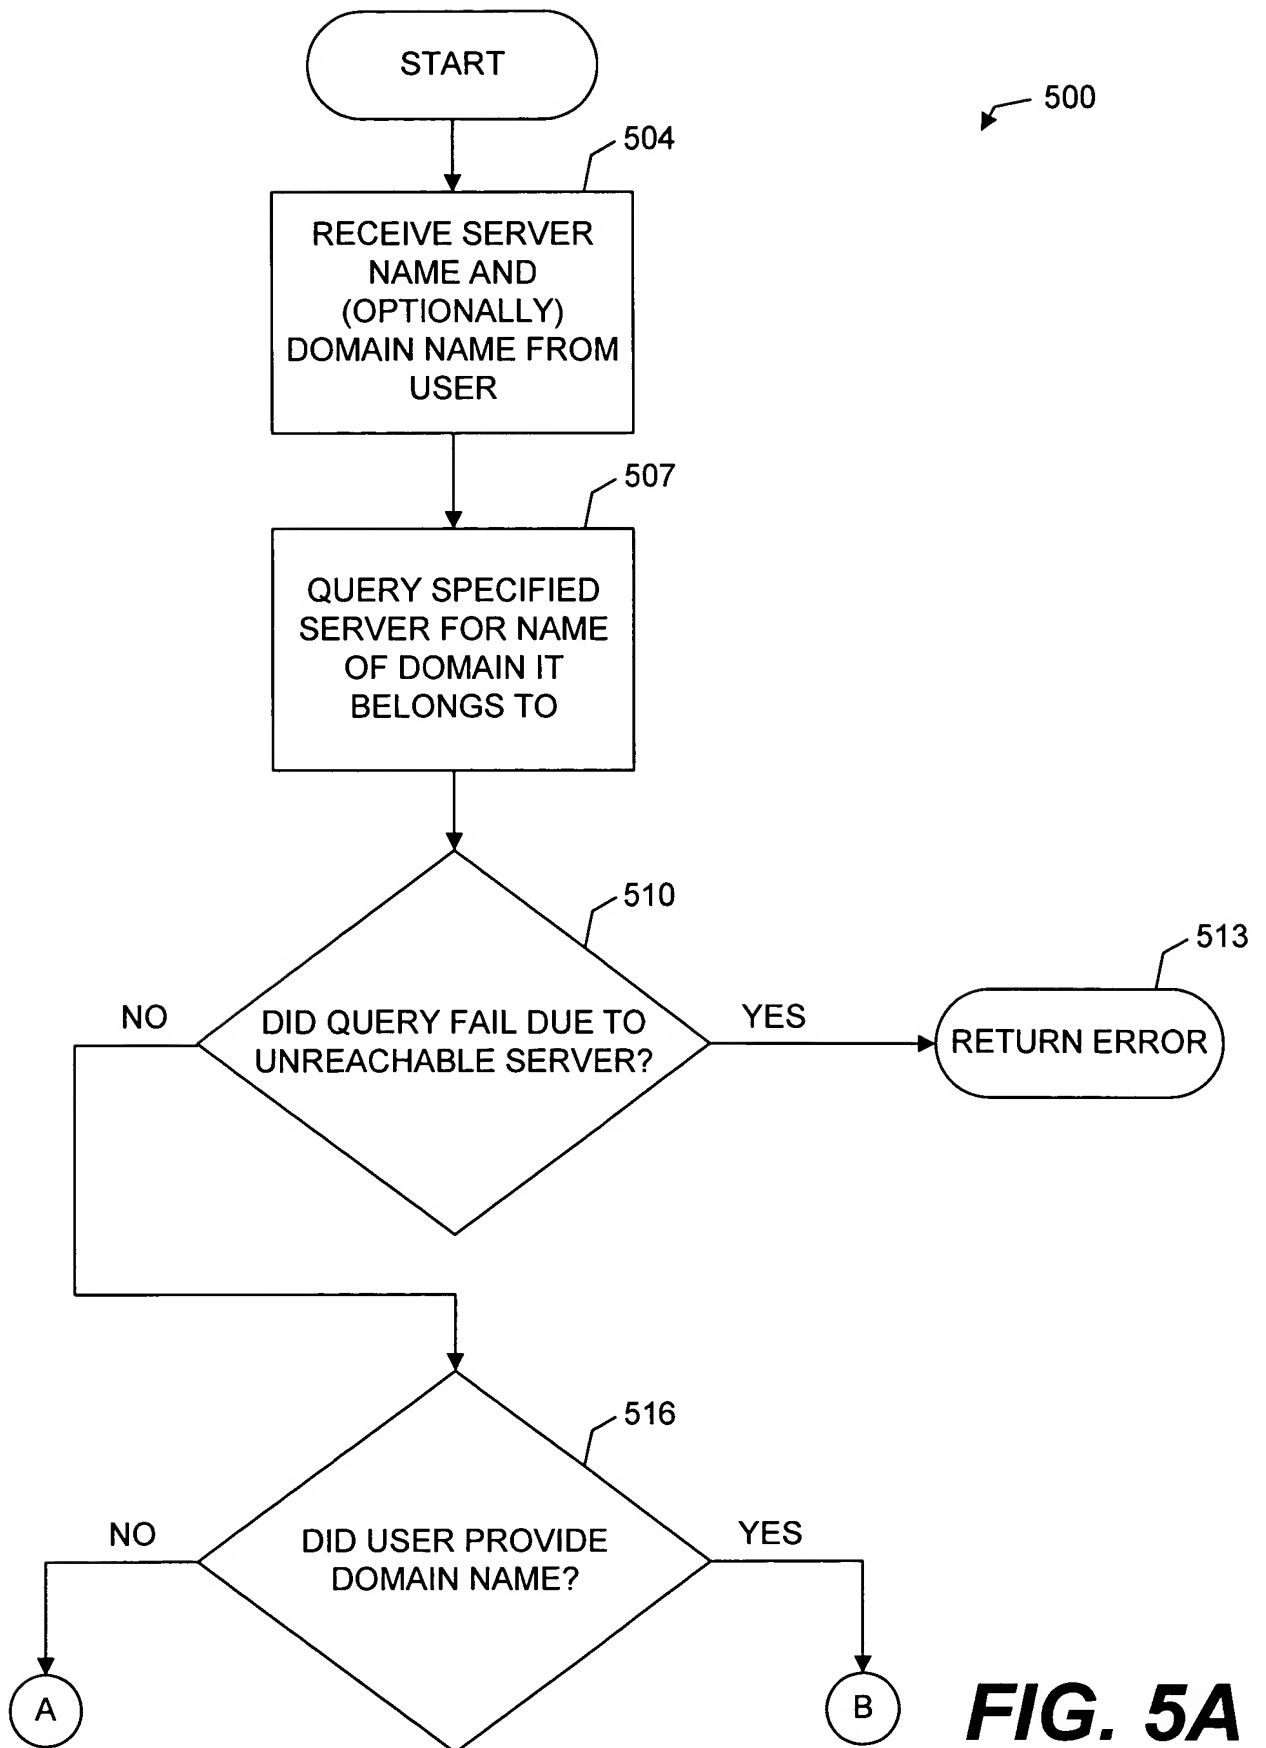 START
500
504
RECEIVE SERVER
NAME AND
(OPTIONALLY)
DOMAIN NAME FROM
USER
507
QUERY SPECIFIED
SERVER FOR NAME
OF DOMAIN IT
BELONGS TO
510
513
NO
DID QUERY FAIL DUE TO
UNREACHABLE SERVER?
YES
RETURN ERROR
516
NO
DID USER PROVIDE
DOMAIN NAME?
YES
A
B
FIG. 5A